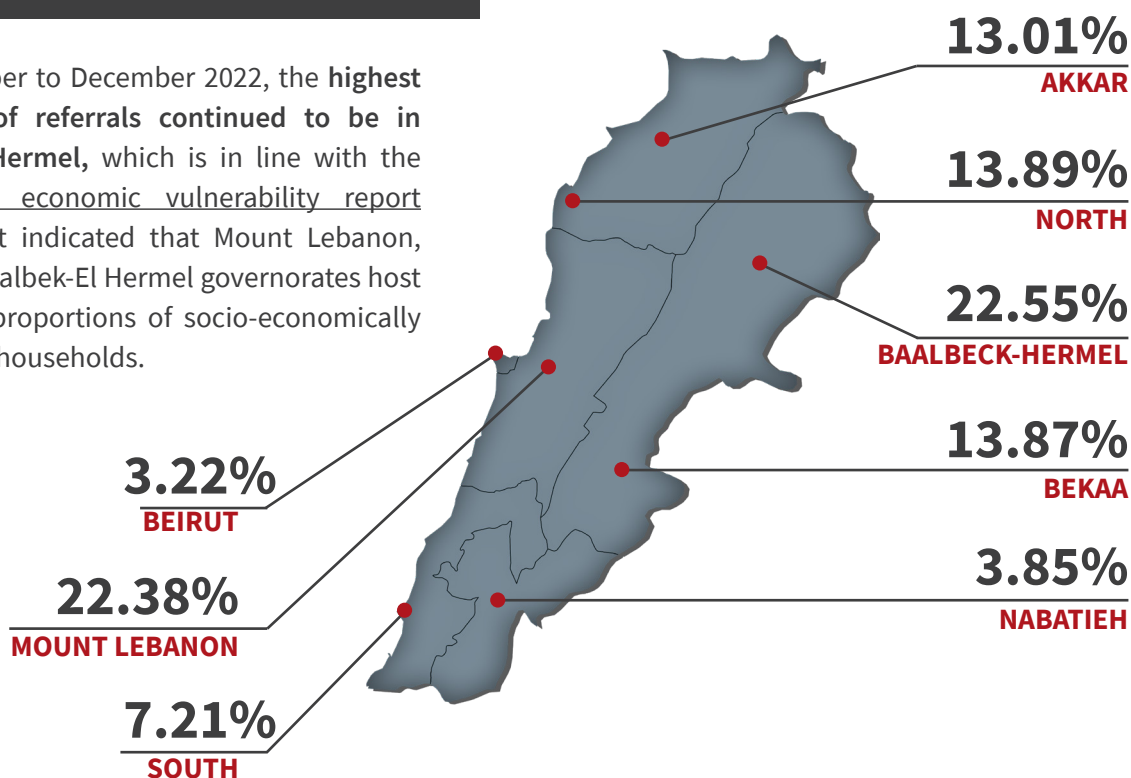 per to December 2022, the highest
of referrals continued to be in
Hermel, which is in line with the
economic vulnerability report
t indicated that Mount Lebanon,
albek-El Hermel governorates host
proportions of socio-economically
households.
13.01%
AKKAR
13.89%
NORTH
22.55%
BAALBECK-HERMEL
13.87%
BEKAA
3.85%
NABATIEH
3.22%
BEIRUT
22.38%
MOUNT LEBANON
7.21%
SOUTH